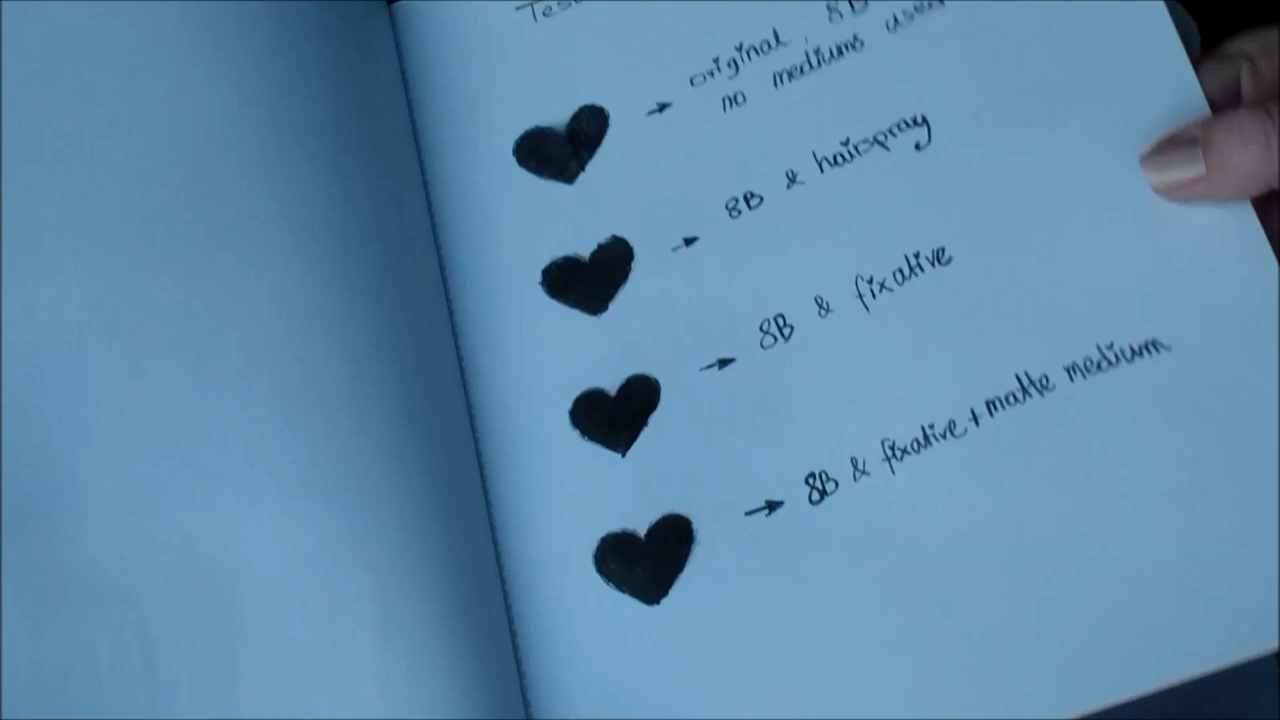 original, 8B
no mediums used
→ 8B & hairspray
→ 8B & fixative
→ 8B & fixative + matte medium